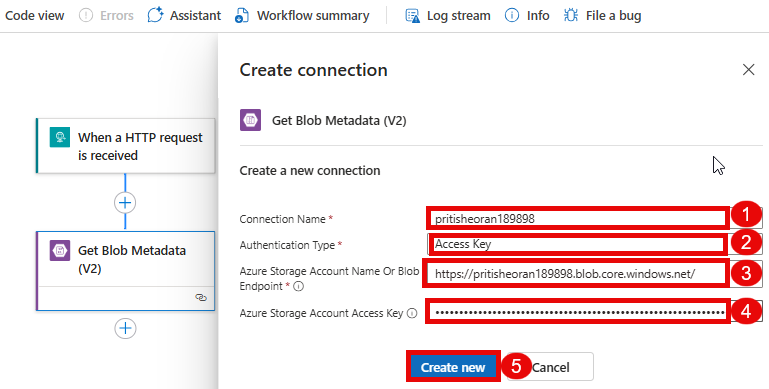 Code view Errors Assistant Workflow summary Log stream Info File a bug
Create connection
Get Blob Metadata (V2)
When a HTTP request
is received
Create a new connection
Connection Name * pritisheoran189898 1
Authentication Type * Access Key 2
Get Blob Metadata
(V2)
Azure Storage Account Name Or Blob
Endpoint * https://pritisheoran189898.blob.core.windows.net/ 3
Azure Storage Account Access Key 4
Create new 5 Cancel